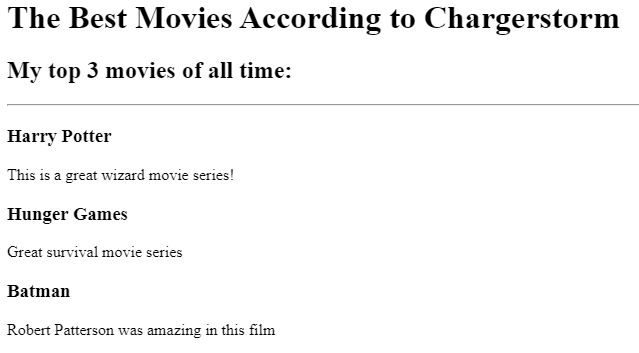 The Best Movies According to Chargerstorm
My top 3 movies of all time:
Harry Potter
This is a great wizard movie series!
Hunger Games
Great survival movie series
Batman
Robert Patterson was amazing in this film